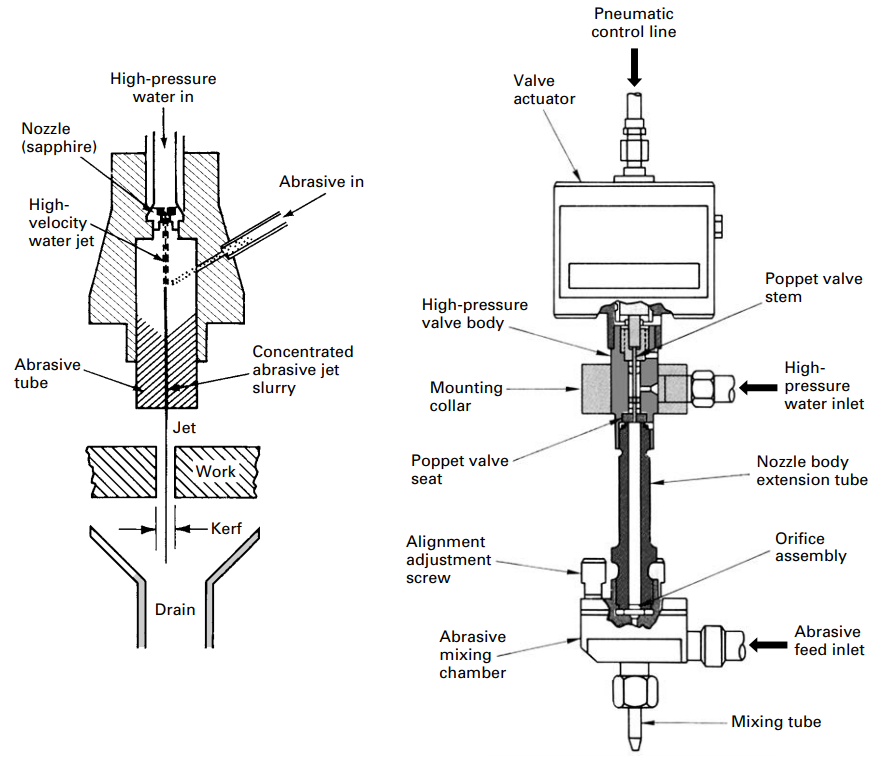 High-pressure
water in
Nozzle
(sapphire)
Abrasive in
High-
velocity
water jet
Abrasive
tube
Concentrated
abrasive jet
slurry
Jet
Work
Kerf
Drain
Pneumatic
control line
Valve
actuator
Poppet valve
stem
High-pressure
valve body
High-
pressure
water inlet
Mounting
collar
Poppet valve
seat
Nozzle body
extension tube
Alignment
adjustment
screw
Orifice
assembly
Abrasive
mixing
chamber
Abrasive
feed inlet
Mixing tube